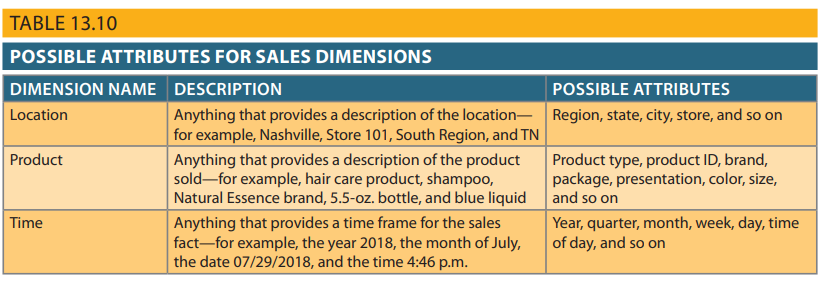 TABLE 13.10
POSSIBLE ATTRIBUTES FOR SALES DIMENSIONS
DIMENSION NAME DESCRIPTION POSSIBLE ATTRIBUTES
Location Anything that provides a description of the location— Region, state, city, store, and so on
for example, Nashville, Store 101, South Region, and TN
Product Anything that provides a description of the product Product type, product ID, brand,
sold—for example, hair care product, shampoo, package, presentation, color, size,
Natural Essence brand, 5.5-oz. bottle, and blue liquid and so on
Time Anything that provides a time frame for the sales Year, quarter, month, week, day, time
fact—for example, the year 2018, the month of July, of day, and so on
the date 07/29/2018, and the time 4:46 p.m.